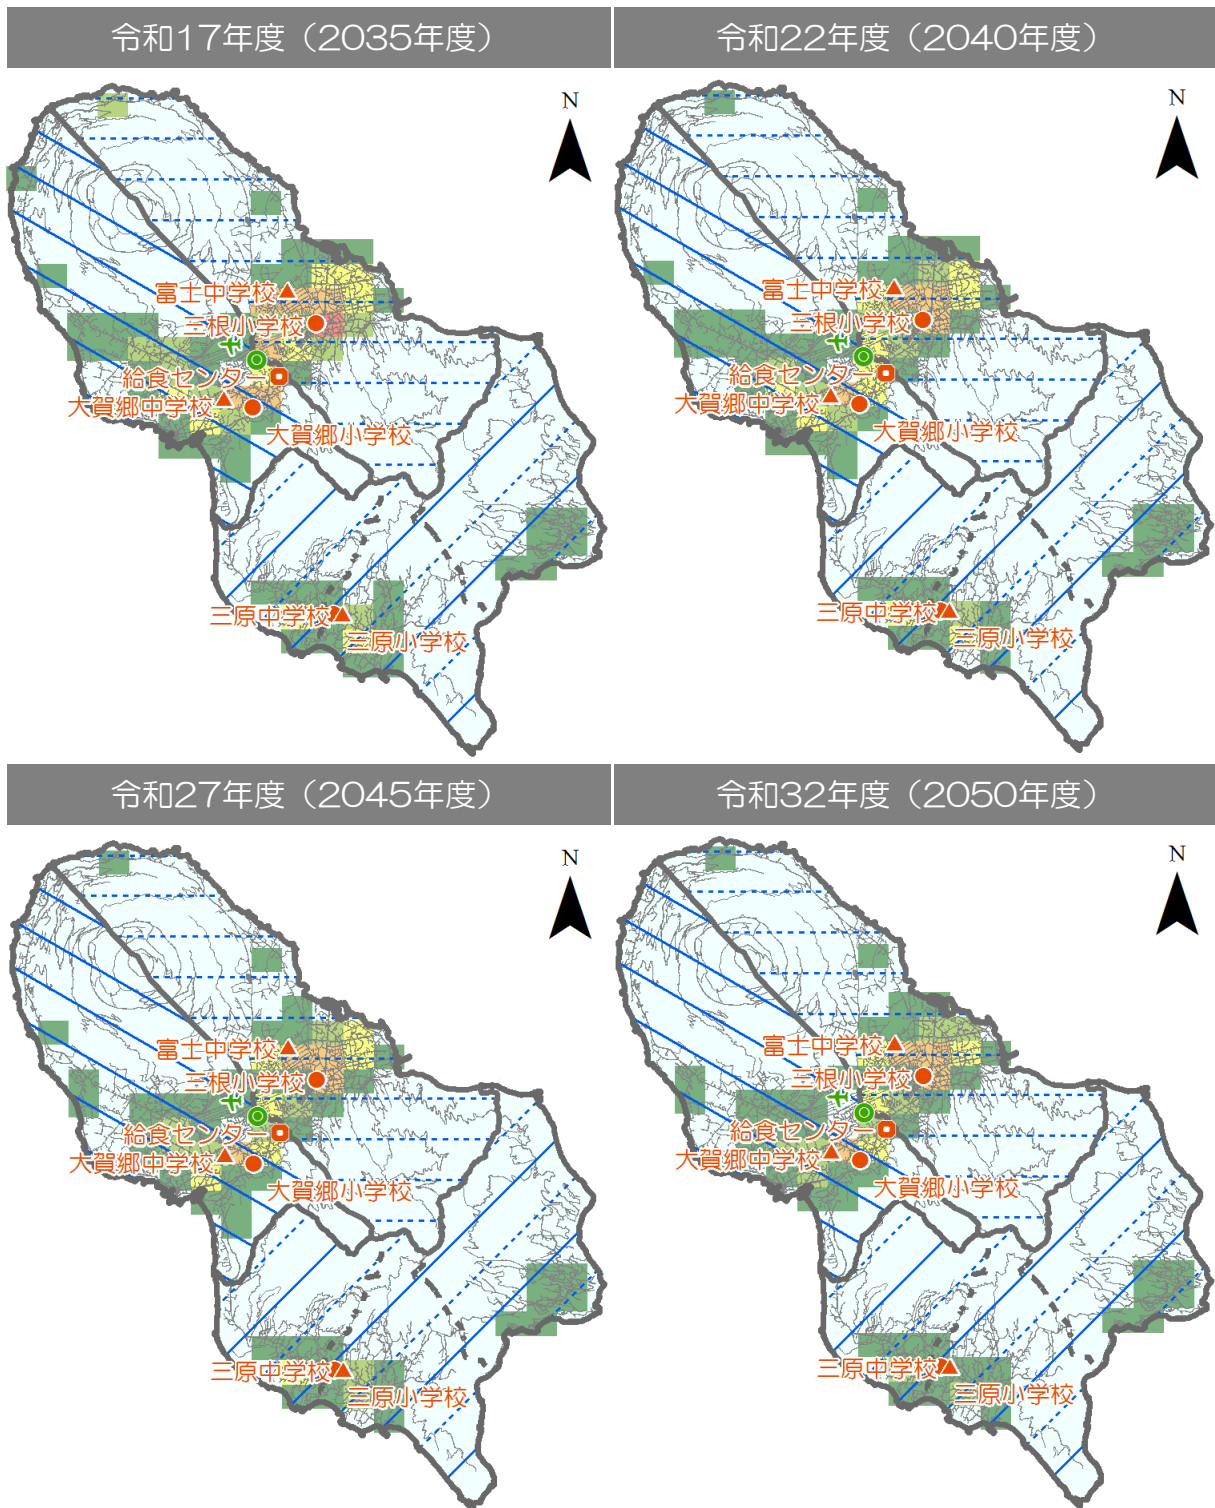 令和17年度（2035年度）
令和22年度（2040年度）
N
富士中学校
三根小学校
給食センター
大賀郷中学校
大賀郷小学校
三原中学校
三原小学校
N
富士中学校
三根小学校
給食センター
大賀郷中学校
大賀郷小学校
三原中学校
三原小学校
令和27年度（2045年度）
令和32年度（2050年度）
N
富士中学校
三根小学校
給食センター
大賀郷中学校
大賀郷小学校
三原中学校
三原小学校
N
富士中学校
三根小学校
給食センター
大賀郷中学校
大賀郷小学校
三原中学校
三原小学校